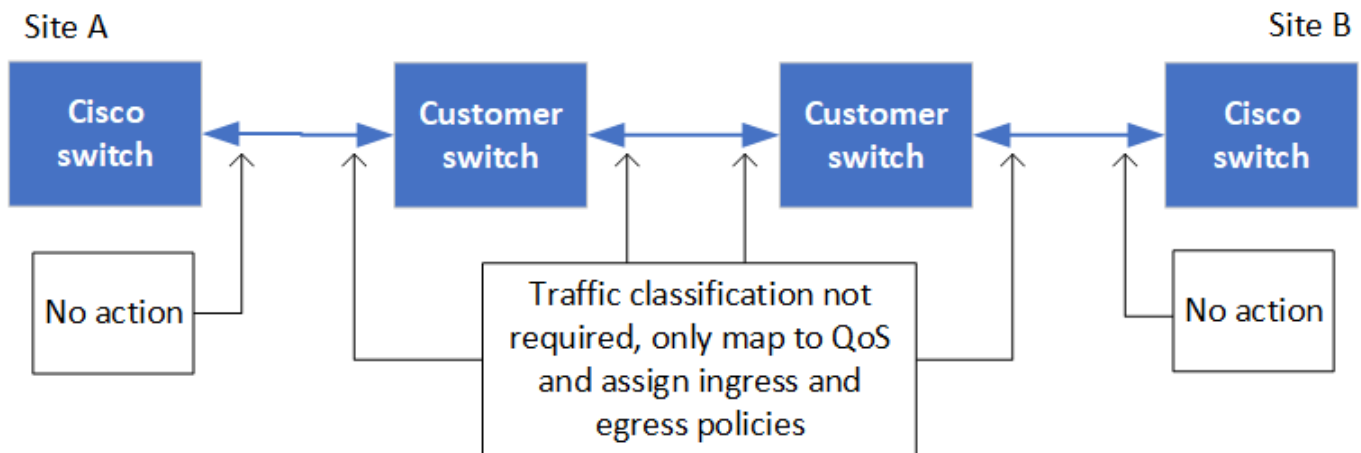 Site A
Site B
Cisco
switch
Customer
switch
Customer
switch
Cisco
switch
No action
Traffic classification not
required, only map to QoS
and assign ingress and
egress policies
No action